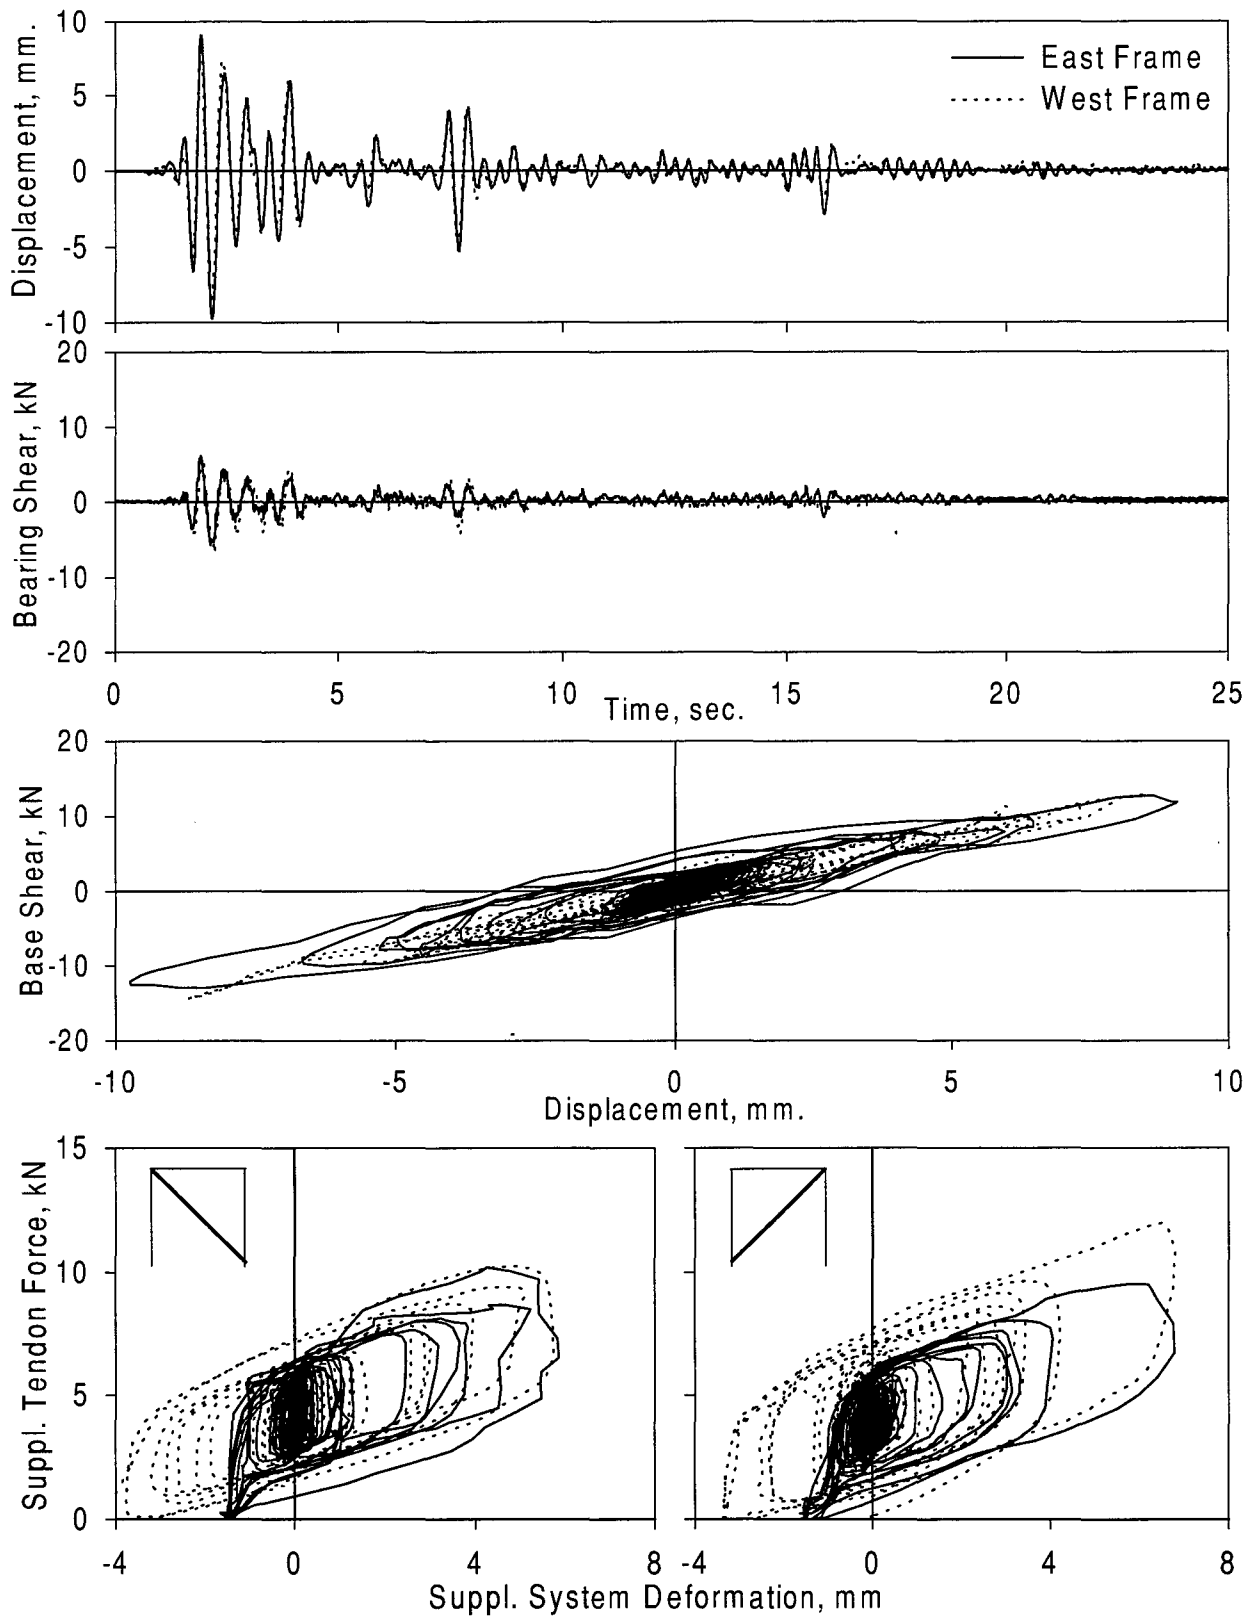 10
5
0
-5
-10
Displacement, mm.
East Frame
West Frame
20
10
0
-10
-20
Bearing Shear, kN
0 5 10 15 20 25
Time, sec.
20
10
0
-10
-20
Base Shear, kN
-10 -5 0 5 10
Displacement, mm.
15
10
5
0
Suppl. Tendon Force, kN
-4 0 4 8 -4 0 4 8
Suppl. System Deformation, mm